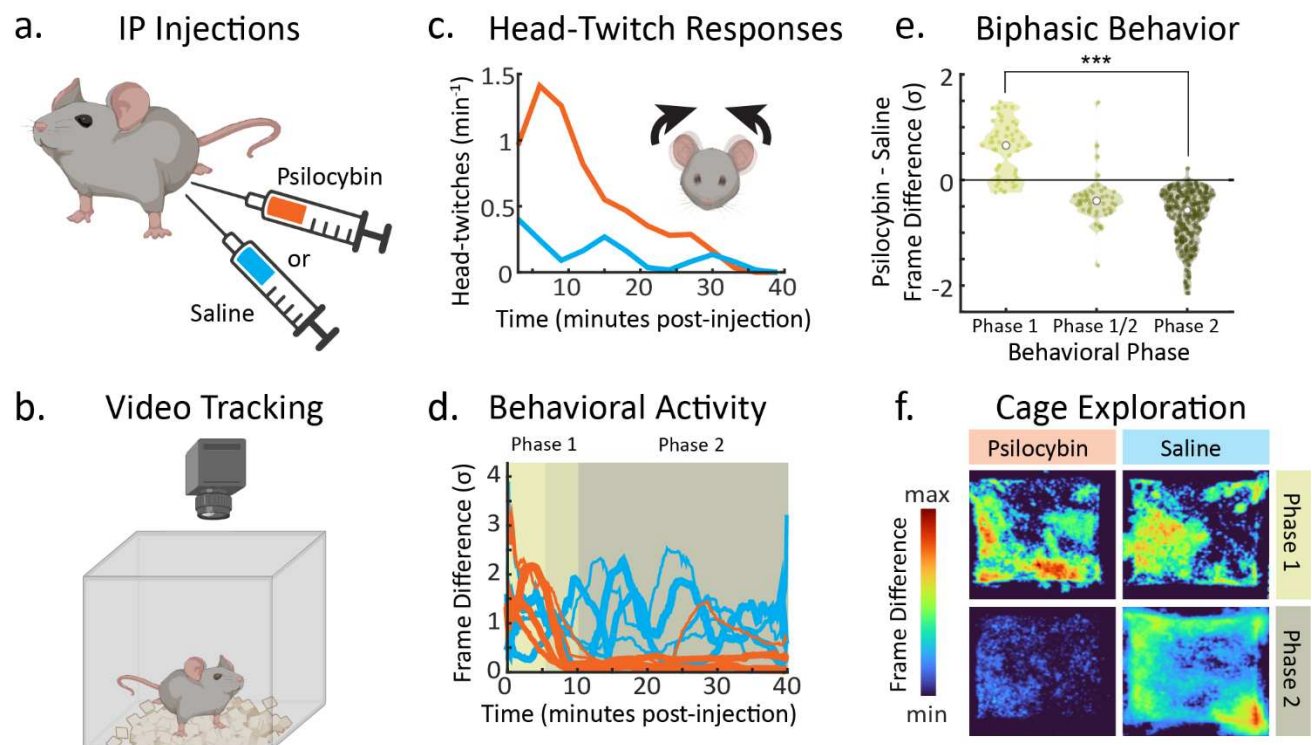 a. IP Injections
Psilocybin
or
Saline
b. Video Tracking
c. Head-Twitch Responses
Head-twitches (min⁻¹)
1.5
1
0.5
0
10 20 30 40
Time (minutes post-injection)
d. Behavioral Activity
Phase 1 Phase 2
Frame Difference (σ)
4
3
2
1
0
0 10 20 30 40
Time (minutes post-injection)
e. Biphasic Behavior
***
Psilocybin - Saline
Frame Difference (σ)
2
0
-2
Phase 1 Phase 1/2 Phase 2
Behavioral Phase
f. Cage Exploration
Psilocybin Saline
max
Frame Difference
min
Phase 1
Phase 2